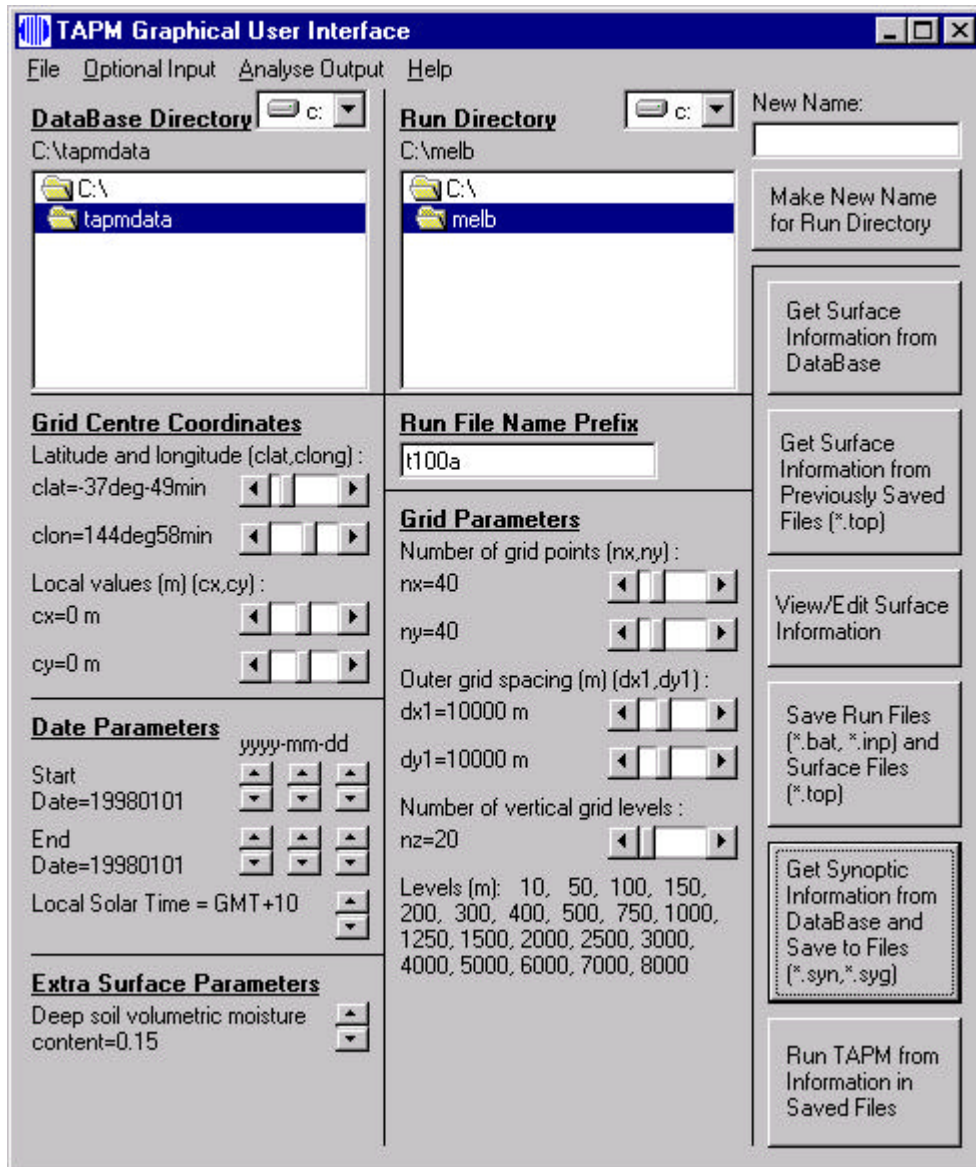 TAPM Graphical User Interface
File Optional Input Analyse Output Help
DataBase Directory
c:
C:\tapmdata
C:\
tapmdata
Run Directory
c:
C:\melb
C:\
melb
New Name:
Make New Name
for Run Directory
Grid Centre Coordinates
Latitude and longitude (clat,clong) :
clat=-37deg-49min
clon=144deg58min
Local values (m) (cx,cy) :
cx=0 m
cy=0 m
Date Parameters
yyyy-mm-dd
Start
Date=19980101
End
Date=19980101
Local Solar Time = GMT+10
Extra Surface Parameters
Deep soil volumetric moisture
content=0.15
Run File Name Prefix
t100a
Grid Parameters
Number of grid points (nx,ny) :
nx=40
ny=40
Outer grid spacing (m) (dx1,dy1) :
dx1=10000 m
dy1=10000 m
Number of vertical grid levels :
nz=20
Levels (m): 10, 50, 100, 150,
200, 300, 400, 500, 750, 1000,
1250, 1500, 2000, 2500, 3000,
4000, 5000, 6000, 7000, 8000
Get Surface
Information from
DataBase
Get Surface
Information from
Previously Saved
Files (*.top)
View/Edit Surface
Information
Save Run Files
(*.bat, *.inp) and
Surface Files
(*.top)
Get Synoptic
Information from
DataBase and
Save to Files
(*.syn,*.syg)
Run TAPM from
Information in
Saved Files